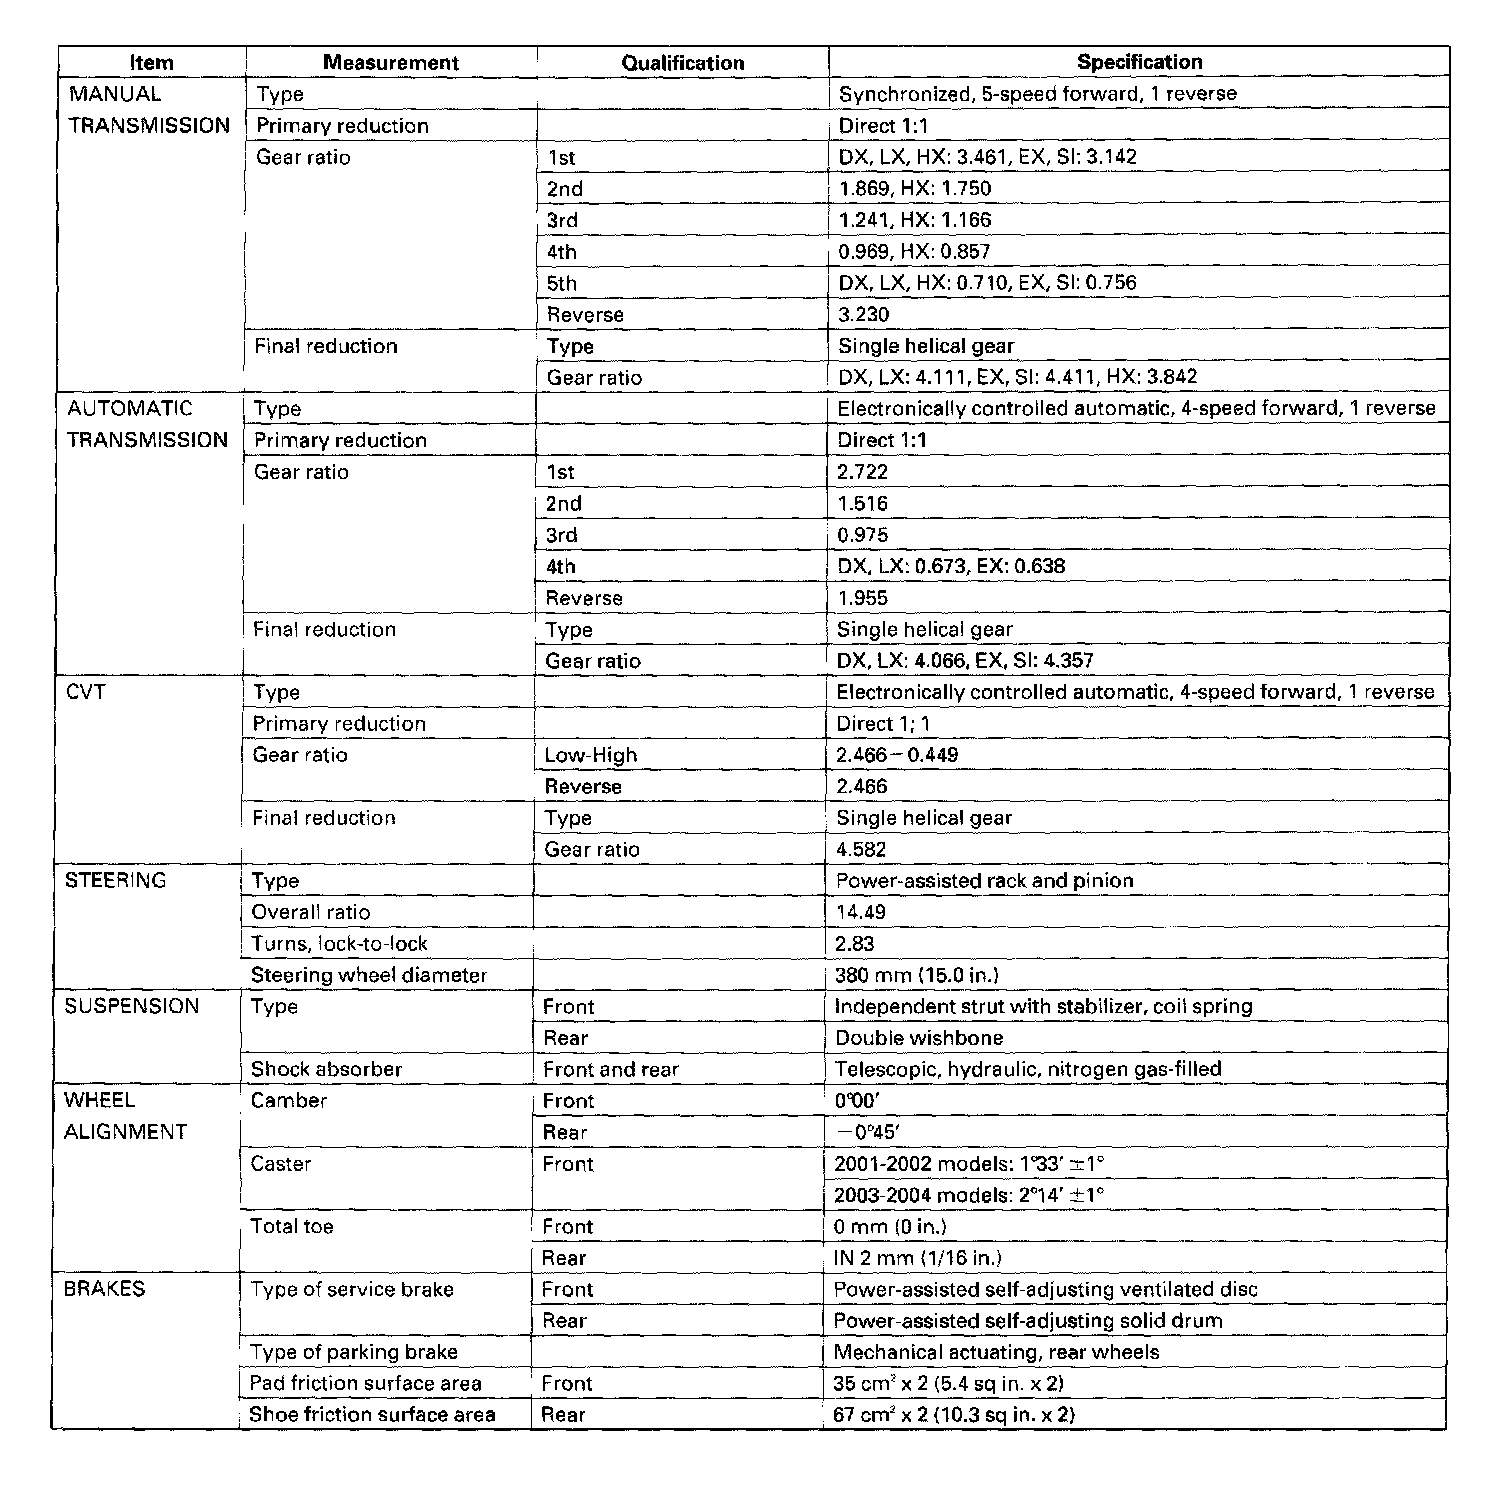 Item Measurement Qualification Specification
MANUAL Type Synchronized, 5-speed forward, 1 reverse
TRANSMISSION Primary reduction Direct 1:1
Gear ratio 1st DX, LX, HX: 3.461, EX, SI: 3.142
2nd 1.869, HX: 1.750
3rd 1.241, HX: 1.166
4th 0.969, HX: 0.857
5th DX, LX, HX: 0.710, EX, SI: 0.756
Reverse 3.230
Final reduction Type Single helical gear
Gear ratio DX, LX: 4.111, EX, SI: 4.411, HX: 3.842
AUTOMATIC Type Electronically controlled automatic, 4-speed forward, 1 reverse
TRANSMISSION Primary reduction Direct 1:1
Gear ratio 1st 2.722
2nd 1.516
3rd 0.975
4th DX, LX: 0.673, EX: 0.638
Reverse 1.955
Final reduction Type Single helical gear
Gear ratio DX, LX: 4.066, EX, SI: 4.357
CVT Type Electronically controlled automatic, 4-speed forward, 1 reverse
Primary reduction Direct 1; 1
Gear ratio Low-High 2.466－0.449
Reverse 2.466
Final reduction Type Single helical gear
Gear ratio 4.582
STEERING Type Power-assisted rack and pinion
Overall ratio 14.49
Turns, lock-to-lock 2.83
Steering wheel diameter 380 mm (15.0 in.)
SUSPENSION Type Front Independent strut with stabilizer, coil spring
Rear Double wishbone
Shock absorber Front and rear Telescopic, hydraulic, nitrogen gas-filled
WHEEL Camber Front 0°00′
ALIGNMENT Rear －0°45′
Caster Front 2001-2002 models: 1°33′ ±1°
2003-2004 models: 2°14′ ±1°
Total toe Front 0 mm (0 in.)
Rear IN 2 mm (1/16 in.)
BRAKES Type of service brake Front Power-assisted self-adjusting ventilated disc
Rear Power-assisted self-adjusting solid drum
Type of parking brake Mechanical actuating, rear wheels
Pad friction surface area Front 35 cm² x 2 (5.4 sq in. x 2)
Shoe friction surface area Rear 67 cm² x 2 (10.3 sq in. x 2)